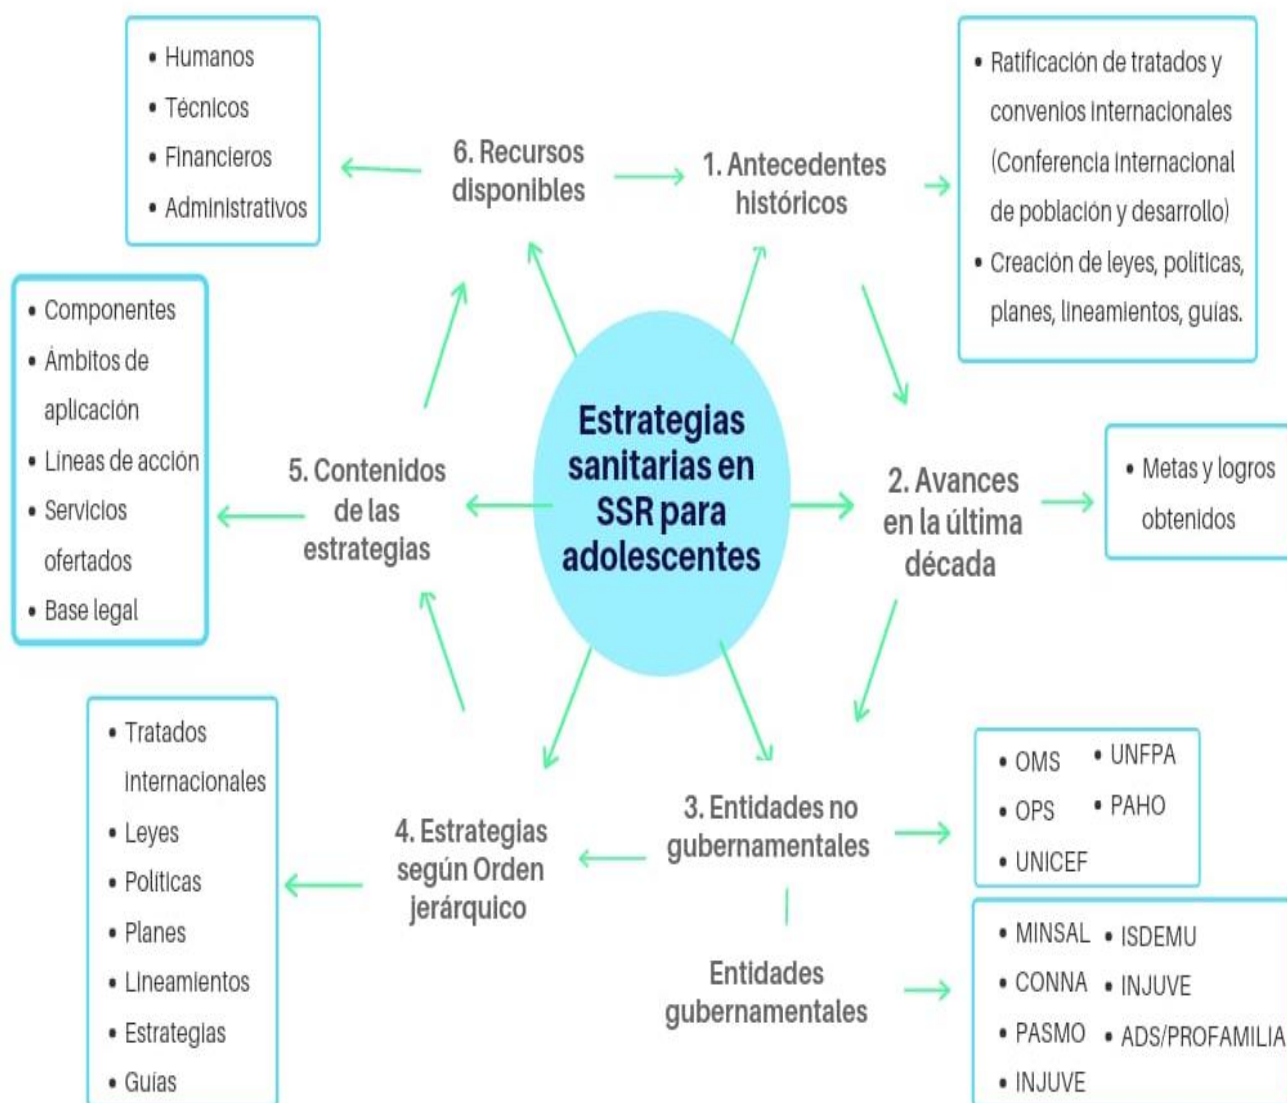 Estrategias
sanitarias en
SSR para
adolescentes
1. Antecedentes
históricos
• Ratificación de tratados y
convenios internacionales
(Conferencia internacional
de población y desarrollo)
• Creación de leyes, políticas,
planes, lineamientos, guías.
2. Avances
en la última
década
• Metas y logros
obtenidos
3. Entidades no
gubernamentales
• OMS
• OPS
• UNICEF
• UNFPA
• PAHO
Entidades
gubernamentales
• MINSAL
• CONNA
• PASMO
• INJUVE
• ISDEMU
• INJUVE
• ADS/PROFAMILIA
4. Estrategias
según Orden
jerárquico
• Tratados
internacionales
• Leyes
• Políticas
• Planes
• Lineamientos
• Estrategias
• Guías
5. Contenidos
de las
estrategias
• Componentes
• Ámbitos de
aplicación
• Líneas de acción
• Servicios
ofertados
• Base legal
6. Recursos
disponibles
• Humanos
• Técnicos
• Financieros
• Administrativos